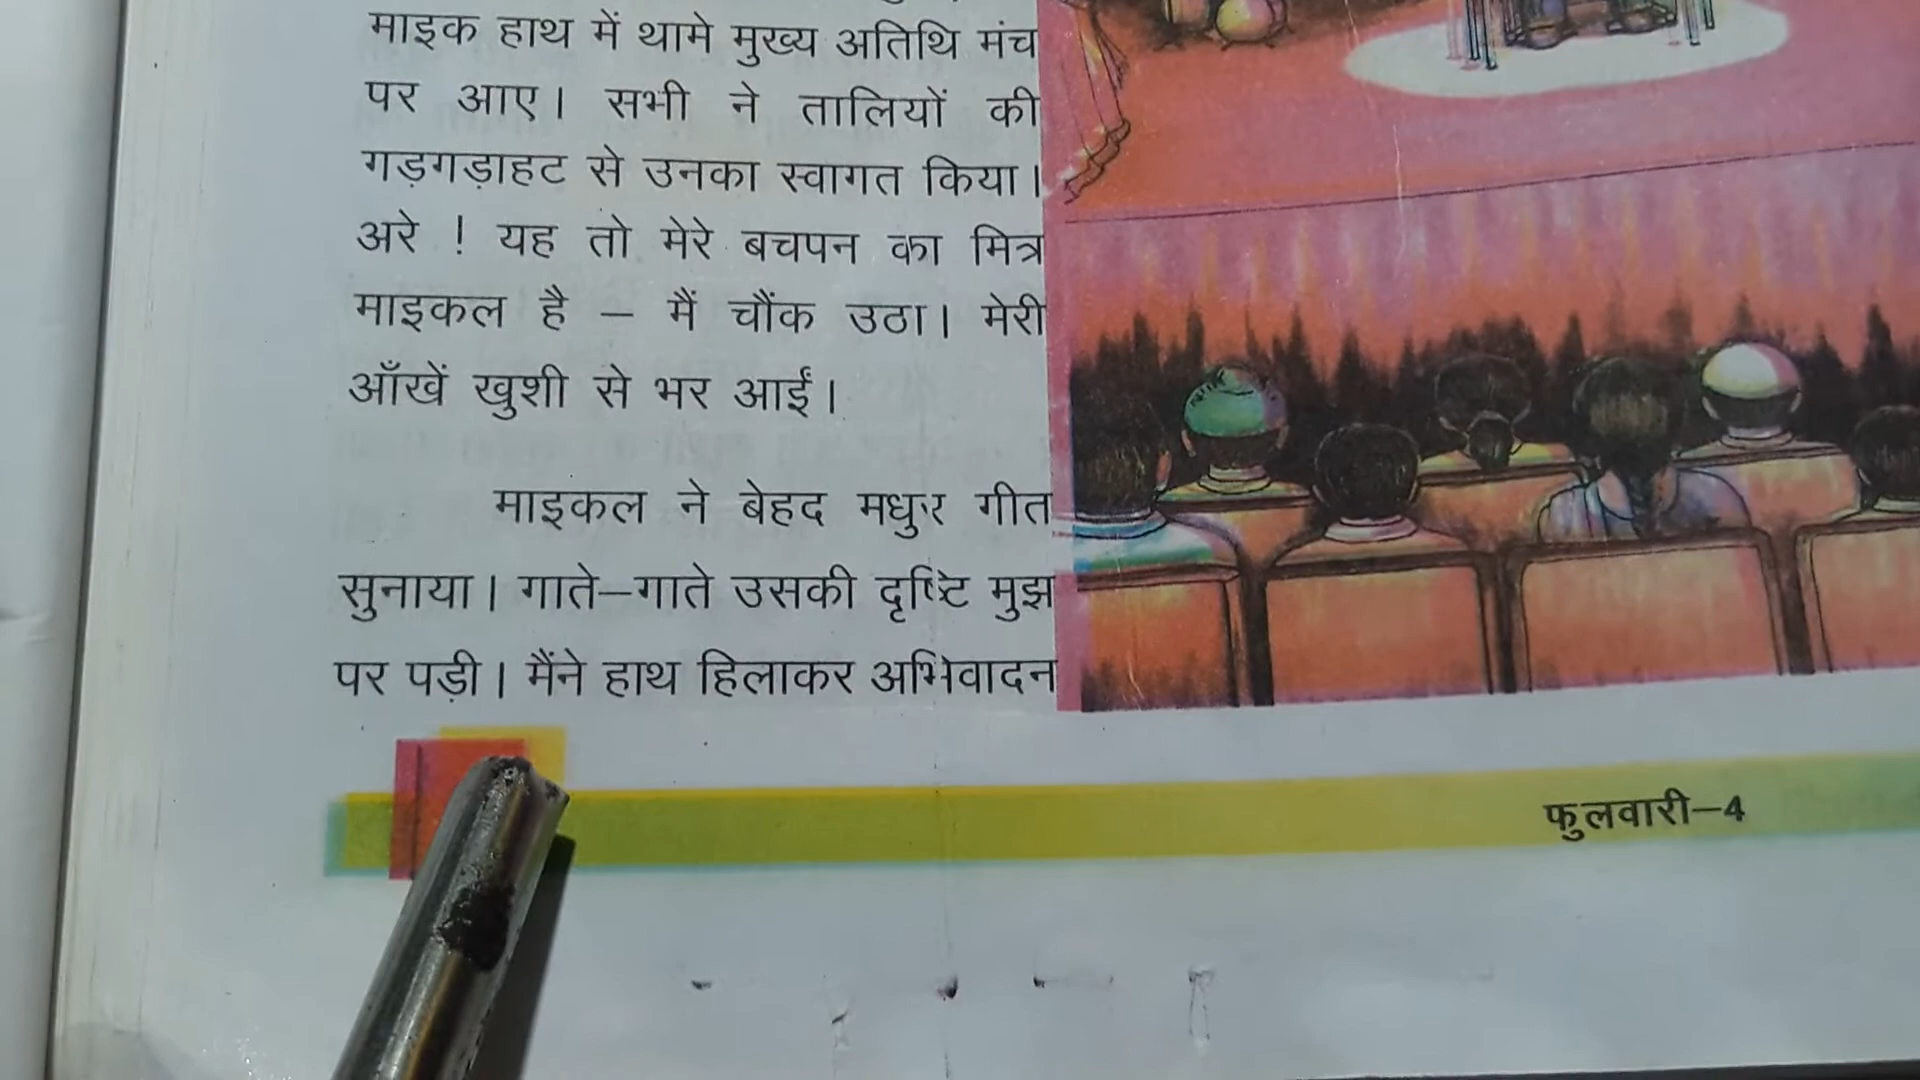 माइक हाथ में थामे मुख्य अतिथि मंच
पर आए। सभी ने तालियों की
गड़गड़ाहट से उनका स्वागत किया।
अरे ! यह तो मेरे बचपन का मित्र
माइकल है – मैं चौंक उठा। मेरी
आँखें खुशी से भर आईं।
माइकल ने बेहद मधुर गीत
सुनाया। गाते–गाते उसकी दृष्टि मुझ
पर पड़ी। मैंने हाथ हिलाकर अभिवादन
फुलवारी–4